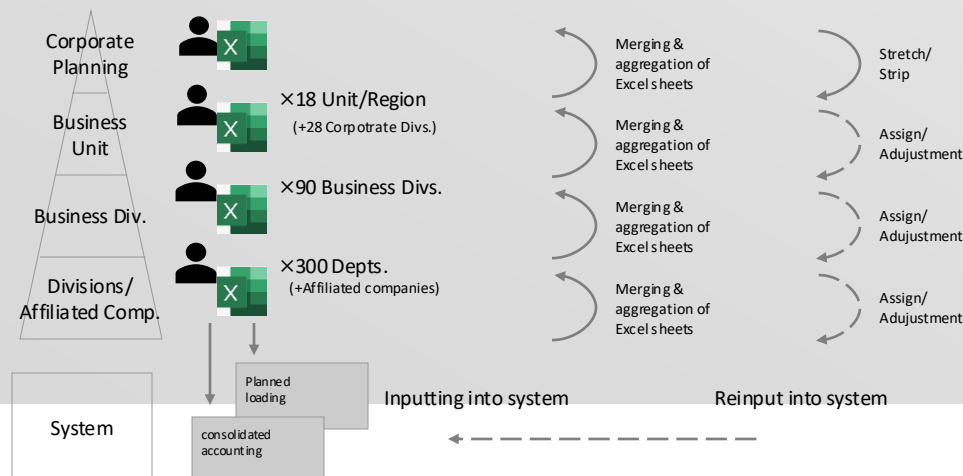 Corporate
Planning
×18 Unit/Region
(+28 Corpotrate Divs.)
Business
Unit
×90 Business Divs.
Business Div.
×300 Depts.
(+Affiliated companies)
Divisions/
Affiliated Comp.
X
X
X
X
Merging &
aggregation of
Excel sheets
Merging &
aggregation of
Excel sheets
Merging &
aggregation of
Excel sheets
Merging &
aggregation of
Excel sheets
Stretch/
Strip
Assign/
Adudjustment
Assign/
Adudjustment
Assign/
Adudjustment
System
Planned
loading
consolidated
accounting
Inputting into system
Reinput into system